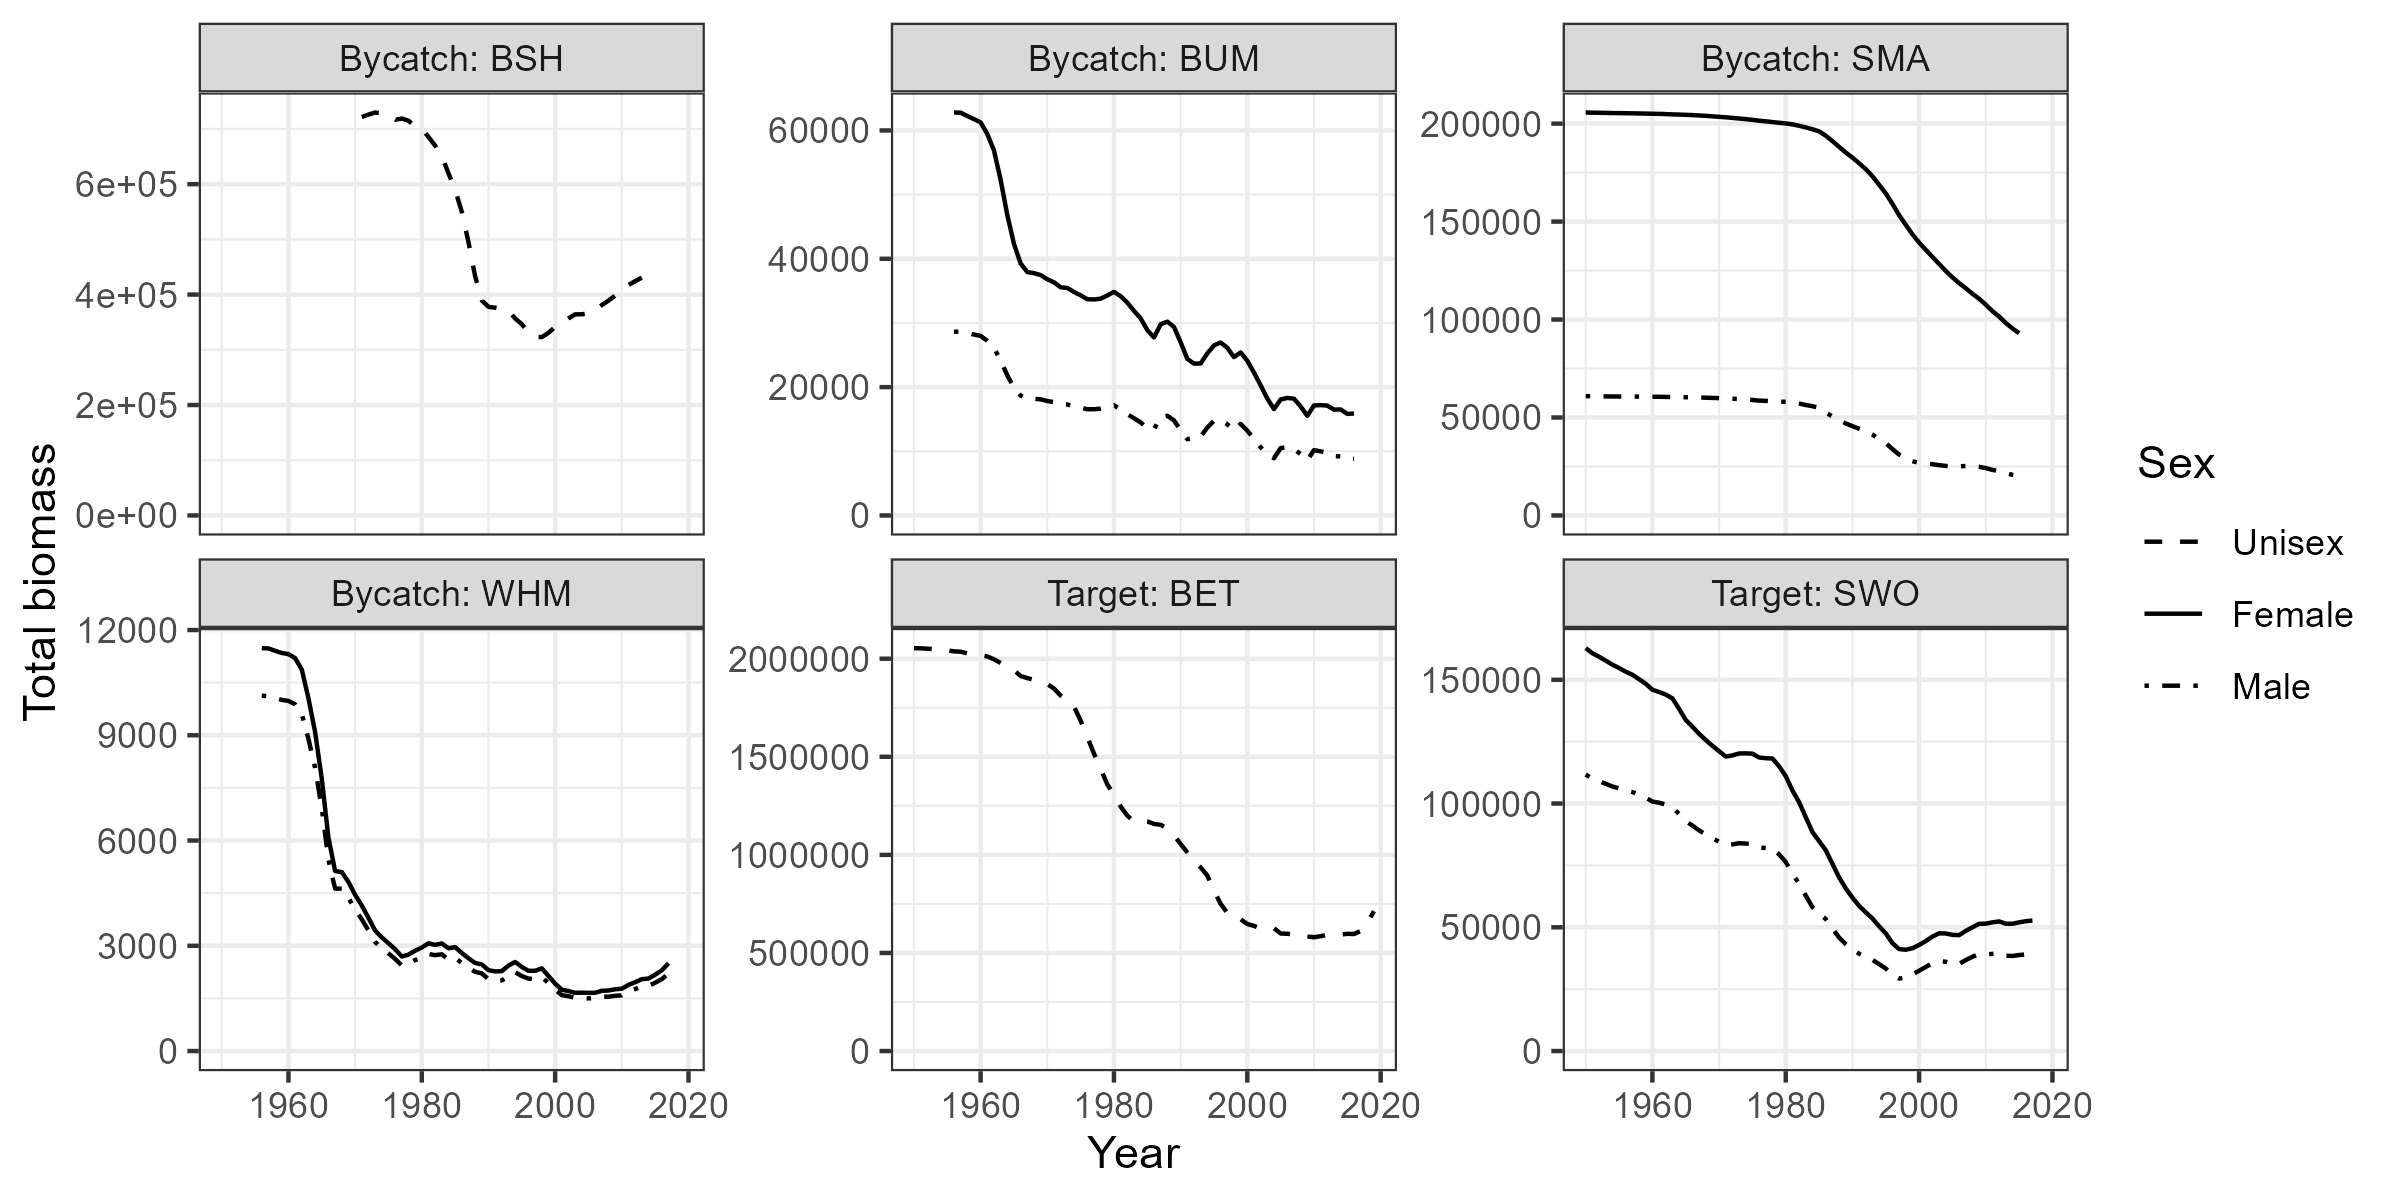 Bycatch: BSH
Bycatch: BUM
Bycatch: SMA
6e+05
4e+05
2e+05
0e+00
60000
40000
20000
0
200000
150000
100000
50000
0
Bycatch: WHM
Target: BET
Target: SWO
12000
9000
6000
3000
0
2000000
1500000
1000000
500000
0
150000
100000
50000
0
1960 1980 2000 2020
1960 1980 2000 2020
1960 1980 2000 2020
Total biomass
Year
Sex
Unisex
Female
Male